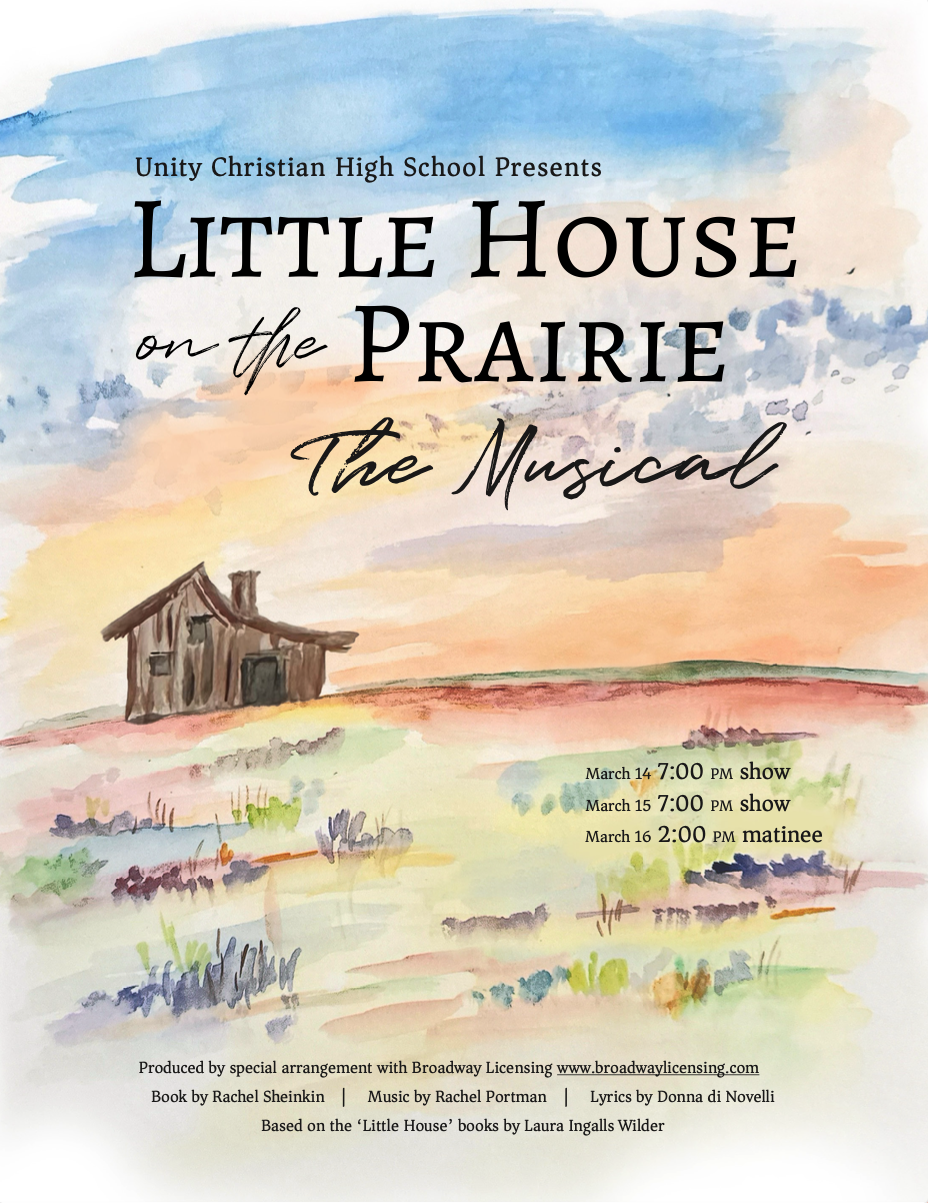 Unity Christian High School Presents
Little House
on the Prairie
The Musical
March 14 7:00 PM show
March 15 7:00 PM show
March 16 2:00 PM matinee
Produced by special arrangement with Broadway Licensing www.broadwaylicensing.com
Book by Rachel Sheinkin | Music by Rachel Portman | Lyrics by Donna di Novelli
Based on the ‘Little House’ books by Laura Ingalls Wilder